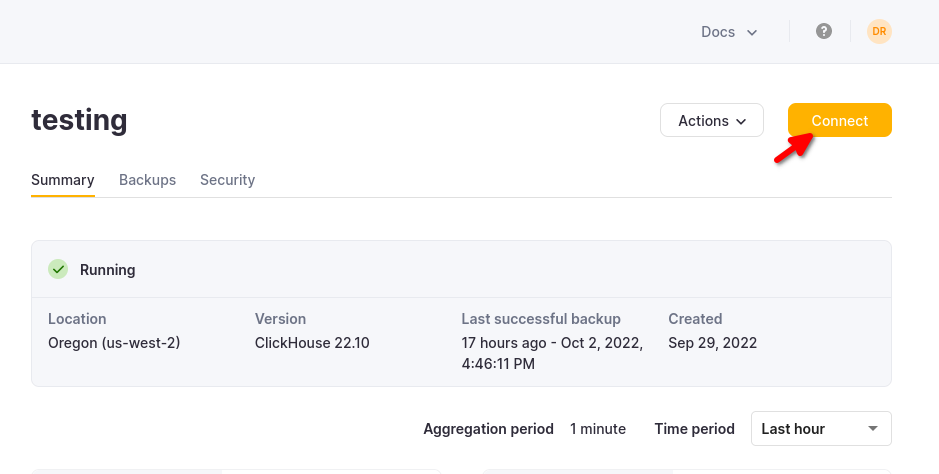 Docs
?
DR
testing
Actions
Connect
Summary Backups Security
Running
Location Version Last successful backup Created
Oregon (us-west-2) ClickHouse 22.10 17 hours ago - Oct 2, 2022, Sep 29, 2022
4:46:11 PM
Aggregation period 1 minute Time period Last hour